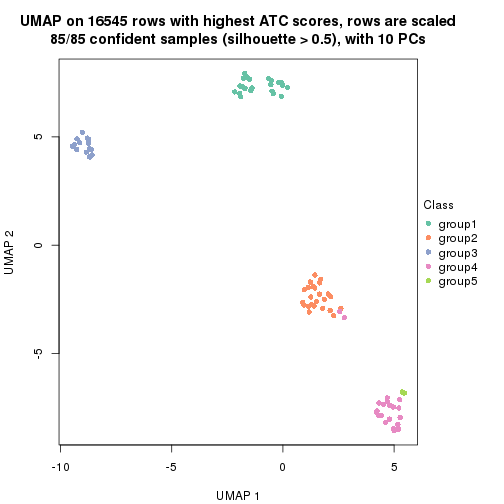 UMAP on 16545 rows with highest ATC scores, rows are scaled
85/85 confident samples (silhouette > 0.5), with 10 PCs
5
0
-5
UMAP 2
-10
-5
0
5
UMAP 1
Class
group1
group2
group3
group4
group5